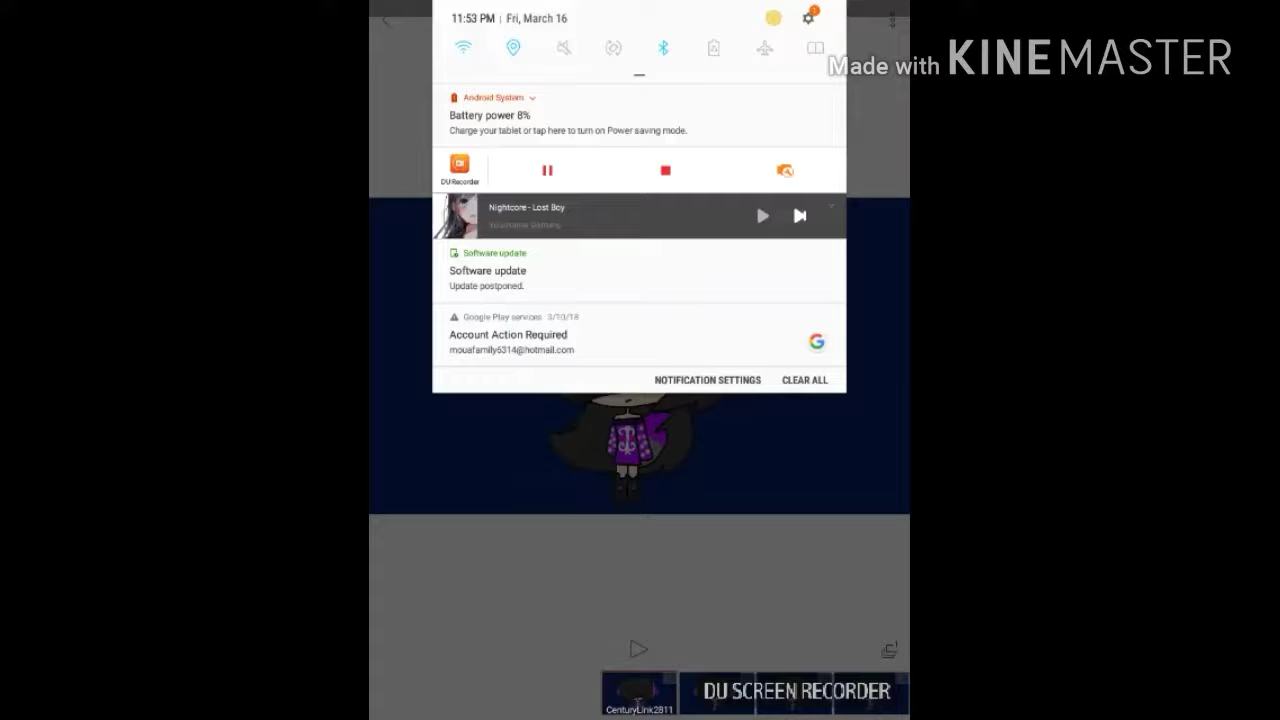 11:53 PM | Fri, March 16
1
Made with KINEMASTER
Android System
Battery power 8%
Charge your tablet or tap here to turn on Power saving mode.
DU Recorder
Nightcore - Lost Boy
Software update
Software update
Update postponed.
Google Play services 3/10/18
Account Action Required
mouafamily6314@hotmail.com
NOTIFICATION SETTINGS CLEAR ALL
DU SCREEN RECORDER
CenturyLink2811